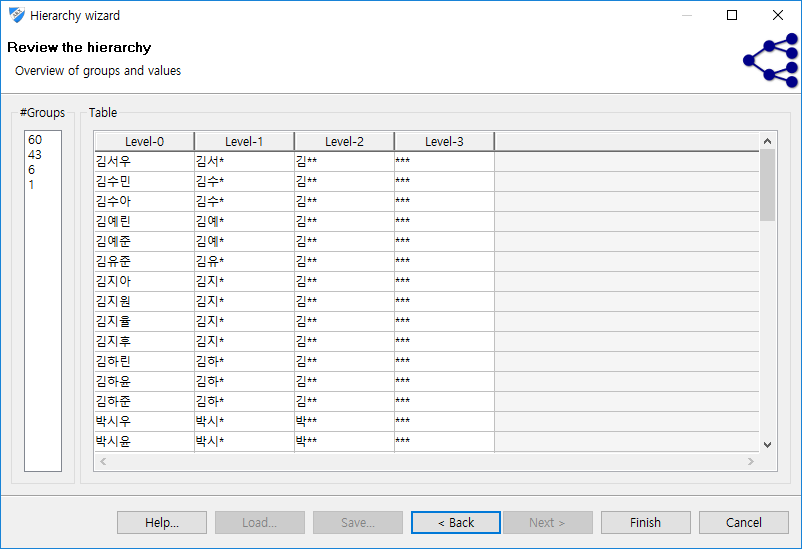 Hierarchy wizard
Review the hierarchy
Overview of groups and values
#Groups
60
43
6
1
Table
Level-0 Level-1 Level-2 Level-3
김서우 김서* 김** ***
김수민 김수* 김** ***
김수아 김수* 김** ***
김예린 김예* 김** ***
김예준 김예* 김** ***
김유준 김유* 김** ***
김지아 김지* 김** ***
김지원 김지* 김** ***
김지율 김지* 김** ***
김지후 김지* 김** ***
김하린 김하* 김** ***
김하윤 김하* 김** ***
김하준 김하* 김** ***
박시우 박시* 박** ***
박시윤 박시* 박** ***
Help... Load... Save... < Back Next > Finish Cancel